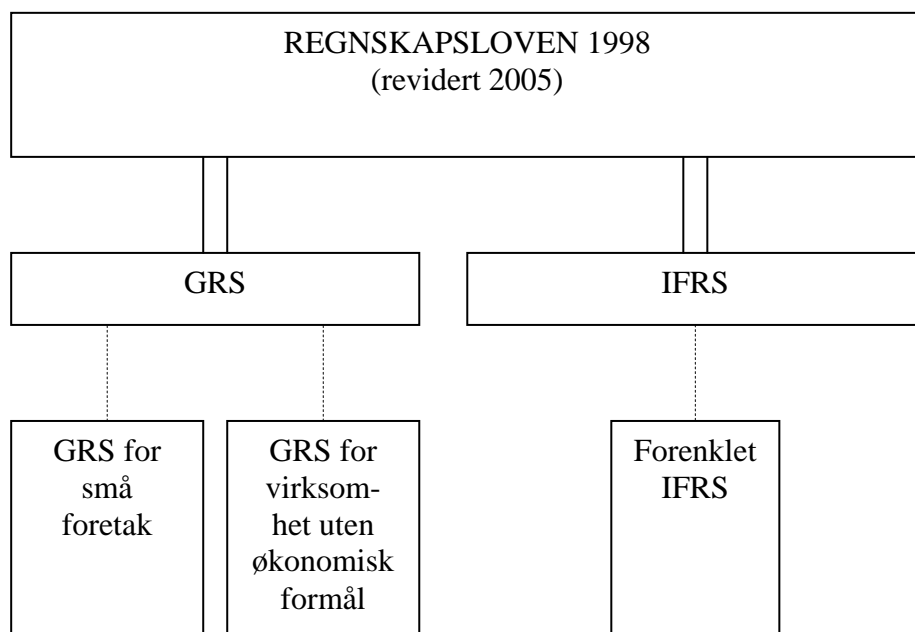 REGNSKAPSLOVEN 1998
(revidert 2005)
GRS
IFRS
GRS for
små
foretak
GRS for
virksom-
het uten
økonomisk
formål
Forenklet
IFRS